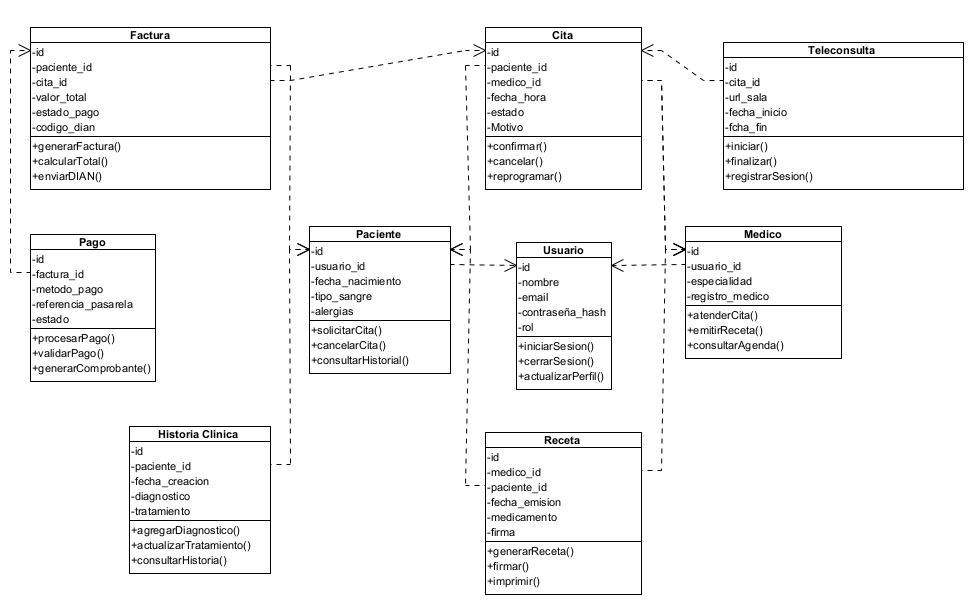 Factura
-id
-paciente_id
-cita_id
-valor_total
-estado_pago
-codigo_dian
+generarFactura()
+calcularTotal()
+enviarDIAN()
Cita
-id
-paciente_id
-medico_id
-fecha_hora
-estado
-Motivo
+confirmar()
+cancelar()
+reprogramar()
Teleconsulta
-id
-cita_id
-url_sala
-fecha_inicio
-fcha_fin
+iniciar()
+finalizar()
+registrarSesion()
Pago
-id
-factura_id
-metodo_pago
-referencia_pasarela
-estado
+procesarPago()
+validarPago()
+generarComprobante()
Paciente
-id
-usuario_id
-fecha_nacimiento
-tipo_sangre
-alergias
+solicitarCita()
+cancelarCita()
+consultarHistorial()
Usuario
-id
-nombre
-email
-contraseña_hash
-rol
+iniciarSesion()
+cerrarSesion()
+actualizarPerfil()
Medico
-id
-usuario_id
-especialidad
-registro_medico
+atenderCita()
+emitirReceta()
+consultarAgenda()
Historia Clinica
-id
-paciente_id
-fecha_creacion
-diagnostico
-tratamiento
+agregarDiagnostico()
+actualizarTratamiento()
+consultarHistoria()
Receta
-id
-medico_id
-paciente_id
-fecha_emision
-medicamento
-firma
+generarReceta()
+firmar()
+imprimir()